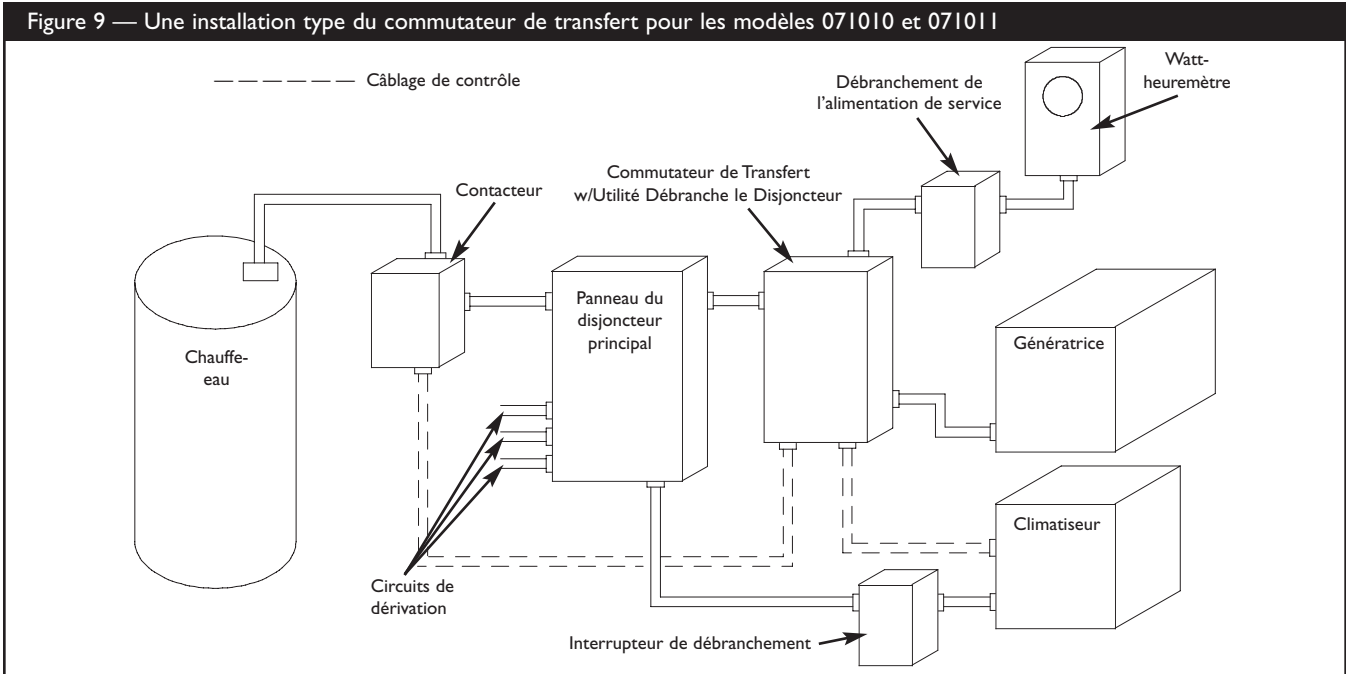 Figure 9 — Une installation type du commutateur de transfert pour les modèles 071010 et 071011
Câblage de contrôle
Watt-
heuremètre
Débranchement de
l'alimentation de service
Commutateur de Transfert
w/Utilité Débranche le Disjoncteur
Contacteur
Panneau du
disjoncteur
principal
Chauffe-
eau
Génératrice
Climatiseur
Circuits de
dérivation
Interrupteur de débranchement